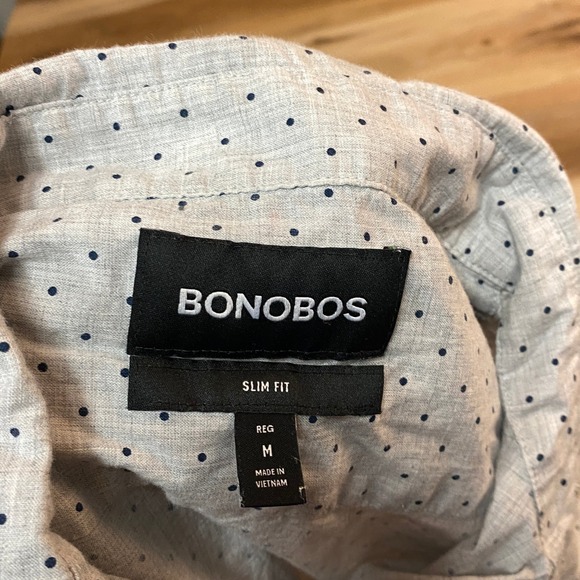 BONOBOS
SLIM FIT
REG
M
MADE IN
VIETNAM